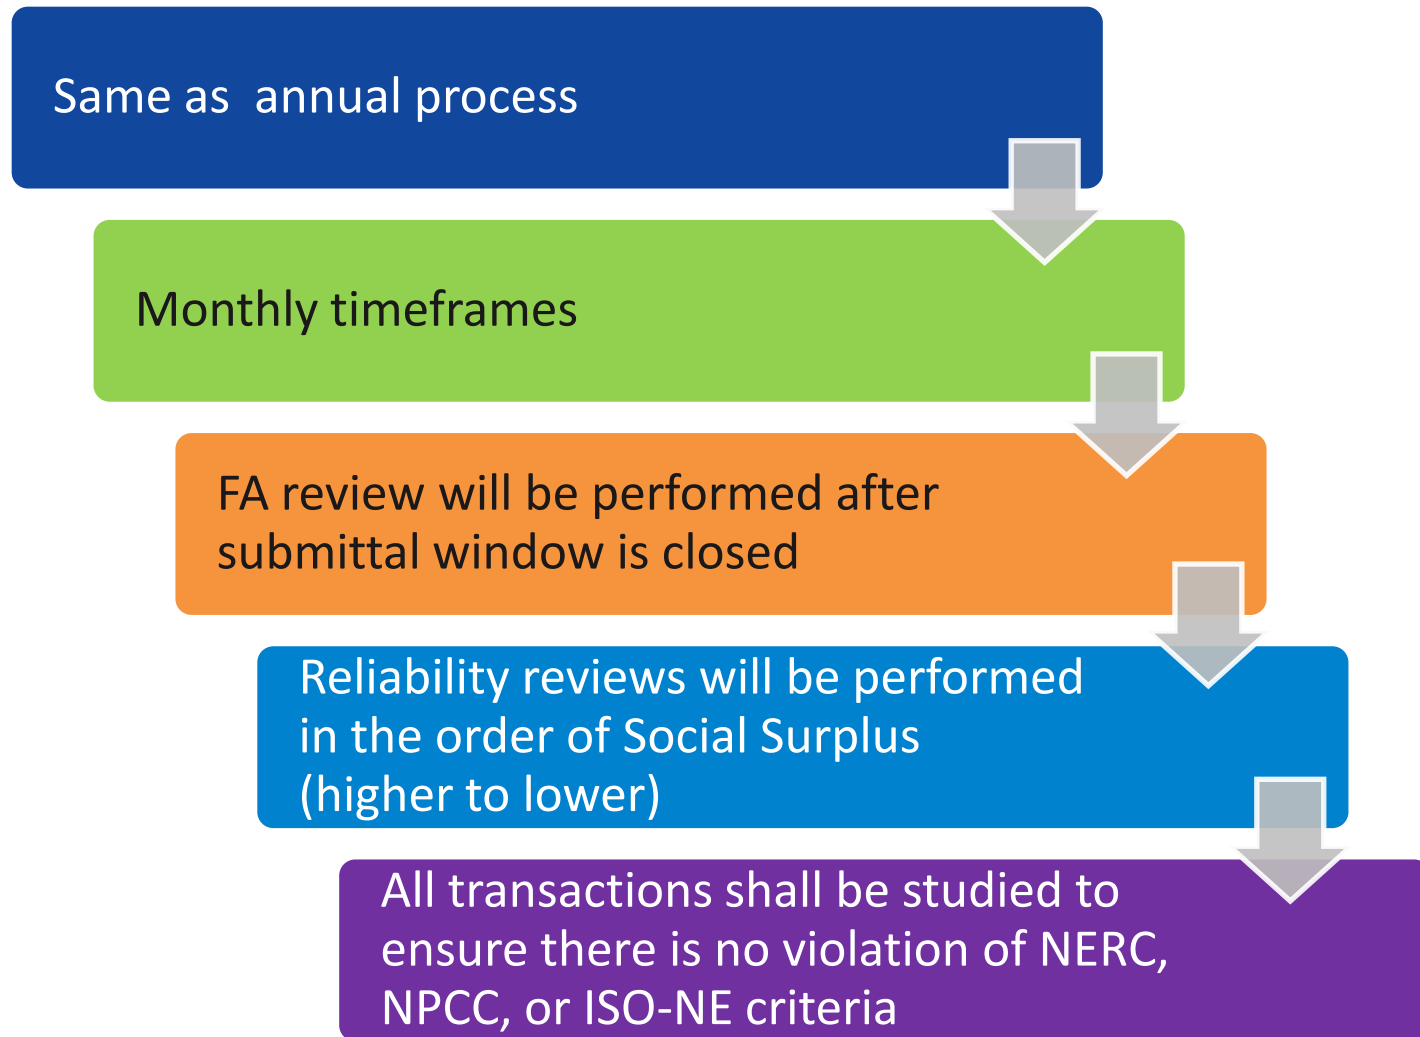 Same as  annual process
Monthly timeframes
FA review will be performed after
submittal window is closed
Reliability reviews will be performed
in the order of Social Surplus
(higher to lower)
All transactions shall be studied to
ensure there is no violation of NERC,
NPCC, or ISO-NE criteria